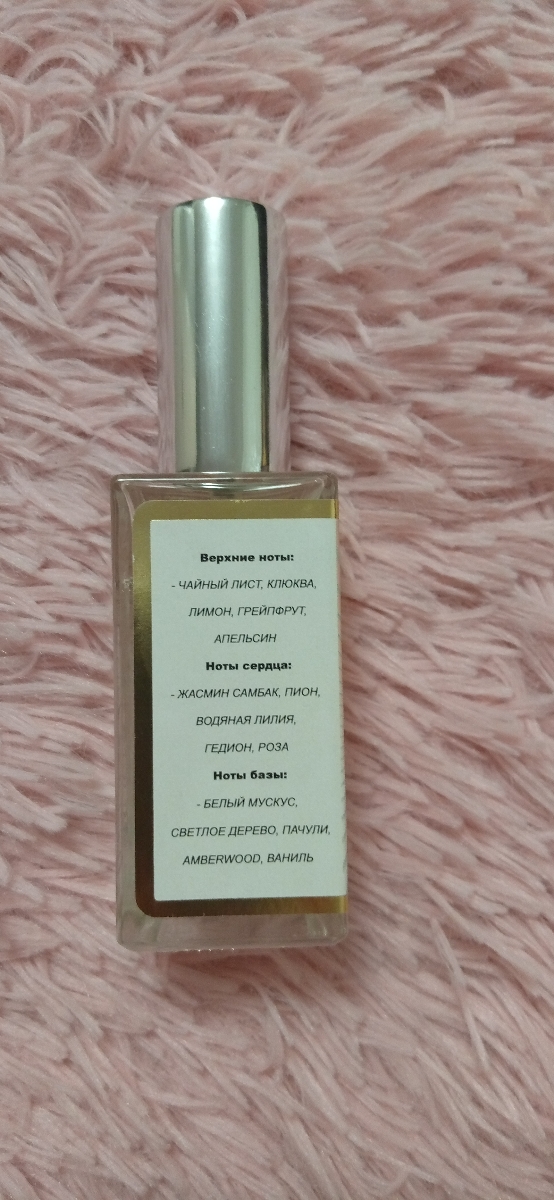 Верхние ноты:
- ЧАЙНЫЙ ЛИСТ, КЛЮКВА,
ЛИМОН, ГРЕЙПФРУТ,
АПЕЛЬСИН
Ноты сердца:
- ЖАСМИН САМБАК, ПИОН,
ВОДЯНАЯ ЛИЛИЯ,
ГЕДИОН, РОЗА
Ноты базы:
- БЕЛЫЙ МУСКУС,
СВЕТЛОЕ ДЕРЕВО, ПАЧУЛИ,
AMBERWOOD, ВАНИЛЬ